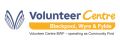 Volunteer Centre
Blackpool, Wyre & Fylde
Volunteer Centre BWF - operating as Community First